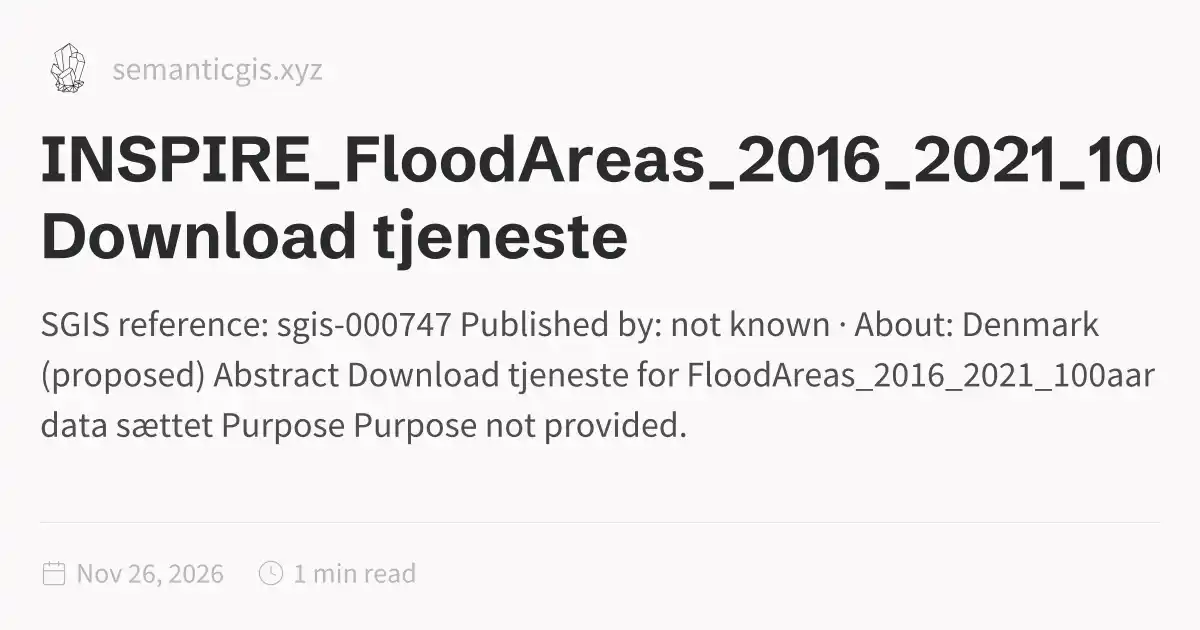 semanticgis.xyz
INSPIRE_FloodAreas_2016_2021_10
Download tjeneste
SGIS reference: sgis-000747 Published by: not known · About: Denmark
(proposed) Abstract Download tjeneste for FloodAreas_2016_2021_100aar
data sættet Purpose Purpose not provided.
Nov 26, 2026
1 min read